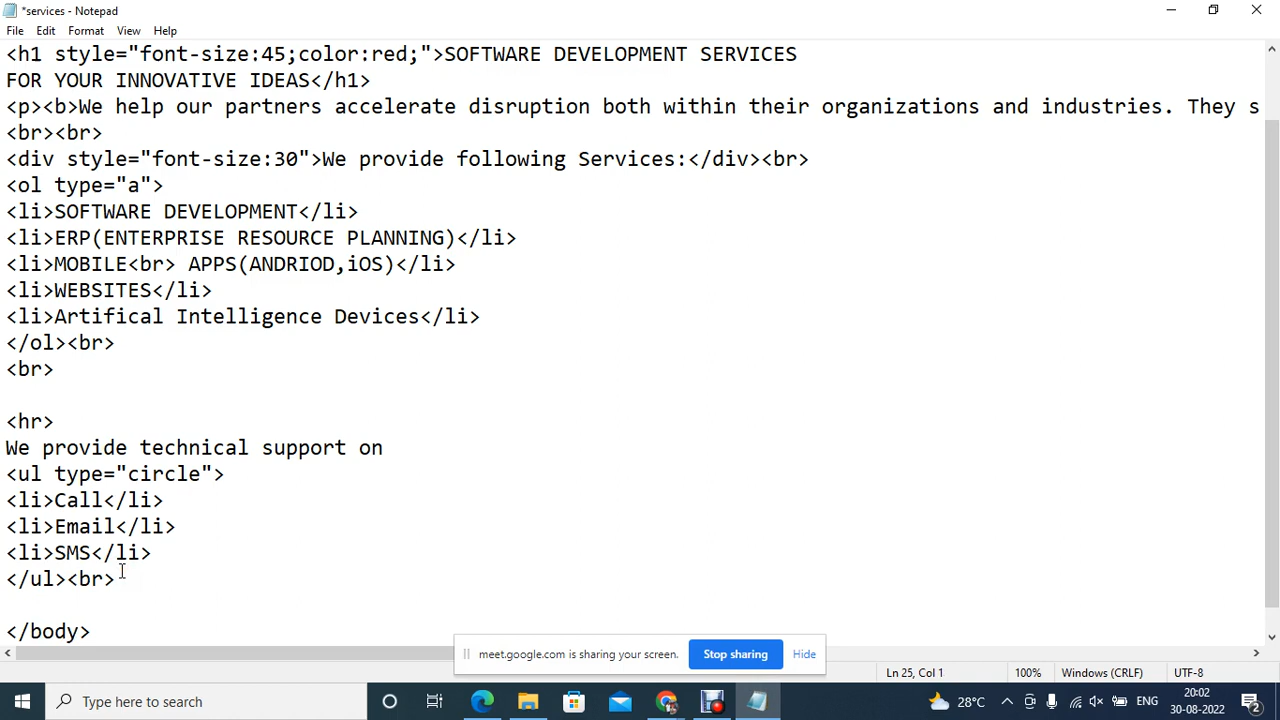 *services - Notepad
File Edit Format View Help
<h1 style="font-size:45;color:red;">SOFTWARE DEVELOPMENT SERVICES
FOR YOUR INNOVATIVE IDEAS</h1>
<p><b>We help our partners accelerate disruption both within their organizations and industries. They s
<br><br>
<div style="font-size:30">We provide following Services:</div><br>
<ol type="a">
<li>SOFTWARE DEVELOPMENT</li>
<li>ERP(ENTERPRISE RESOURCE PLANNING)</li>
<li>MOBILE<br> APPS(ANDRIOD,iOS)</li>
<li>WEBSITES</li>
<li>Artifical Intelligence Devices</li>
</ol><br>
<br>
<hr>
We provide technical support on
<ul type="circle">
<li>Call</li>
<li>Email</li>
<li>SMS</li>
</ul><br>
</body>
meet.google.com is sharing your screen. Stop sharing Hide
Ln 25, Col 1 100% Windows (CRLF) UTF-8
Type here to search 28°C ENG 20:02 30-08-2022 2